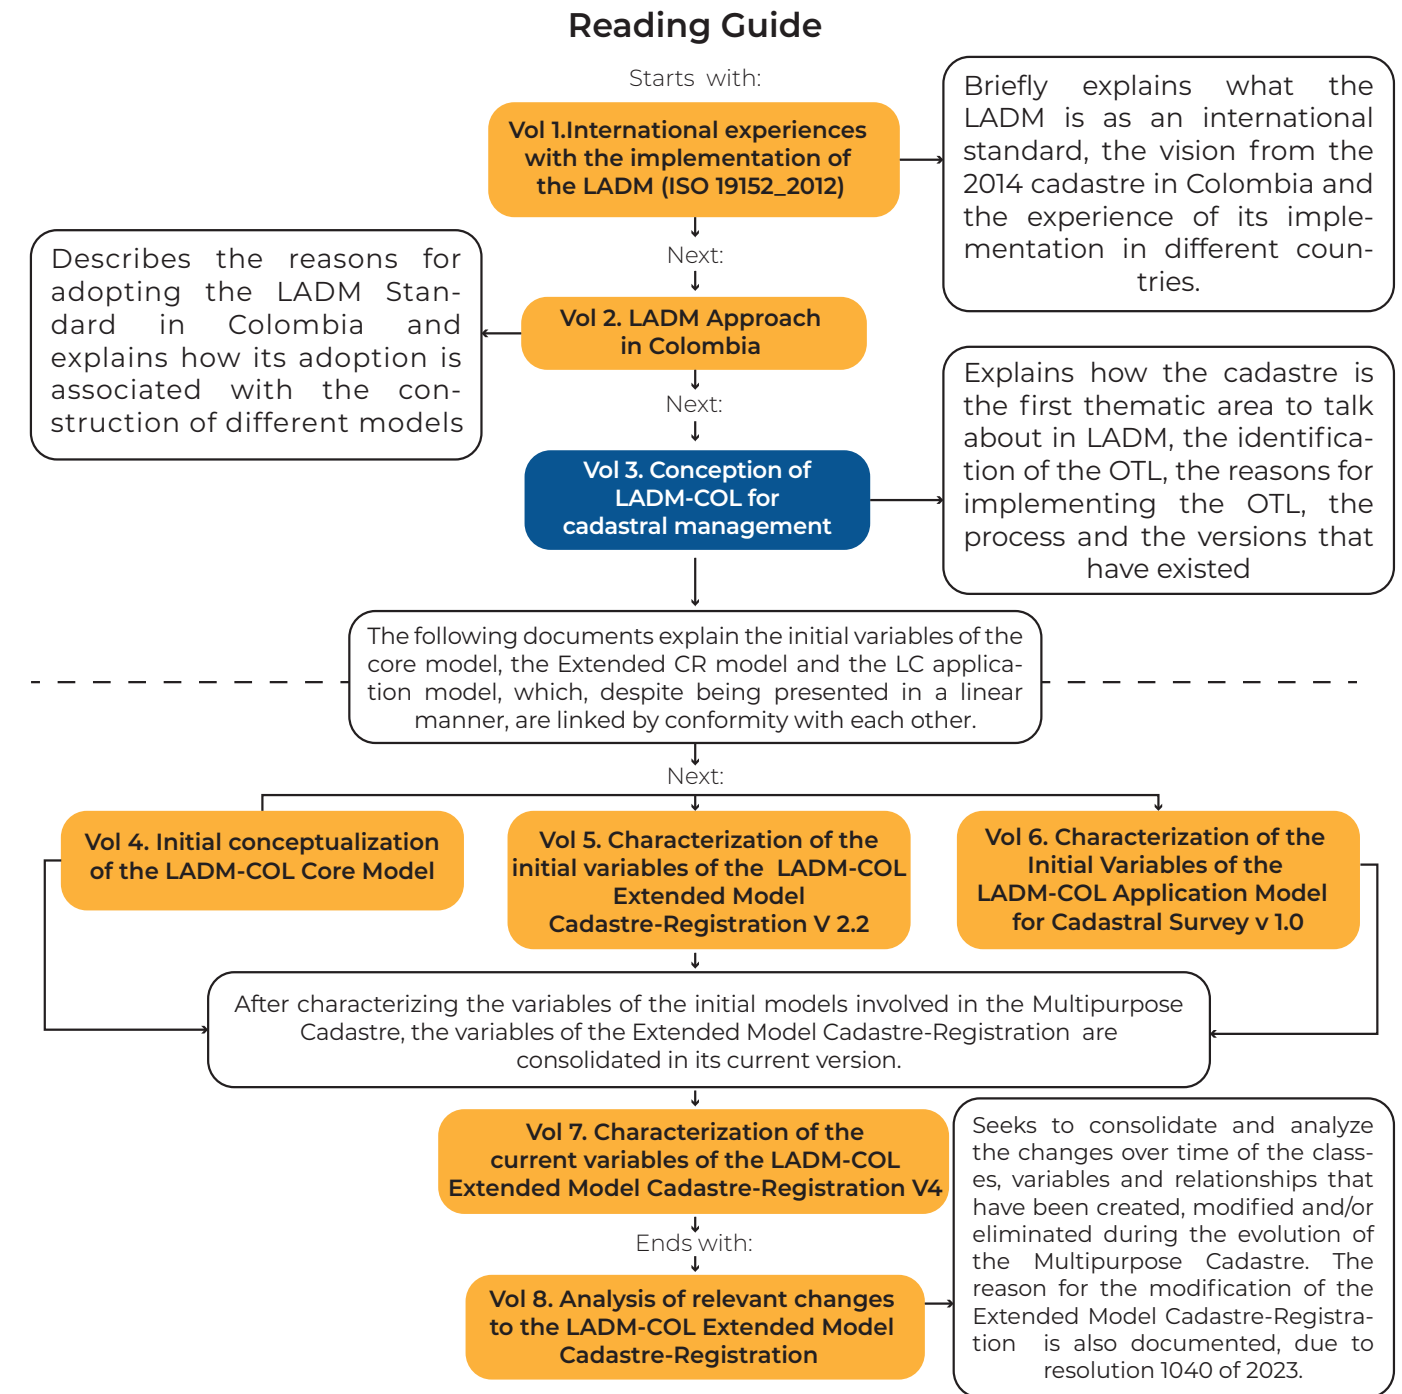 Reading Guide
Starts with:
Vol 1.International experiences
with the implementation of
the LADM (ISO 19152_2012)
Briefly explains what the
LADM is as an international
standard, the vision from the
2014 cadastre in Colombia and
the experience of its imple-
mentation in different coun-
tries.
Next:
Vol 2. LADM Approach
in Colombia
Describes the reasons for
adopting the LADM Stan-
dard in Colombia and
explains how its adoption is
associated with the con-
struction of different models
Next:
Vol 3. Conception of
LADM-COL for
cadastral management
Explains how the cadastre is
the first thematic area to talk
about in LADM, the identifica-
tion of the OTL, the reasons for
implementing the OTL, the
process and the versions that
have existed
The following documents explain the initial variables of the
core model, the Extended CR model and the LC applica-
tion model, which, despite being presented in a linear
manner, are linked by conformity with each other.
Next:
Vol 4. Initial conceptualization
of the LADM-COL Core Model
Vol 5. Characterization of the
initial variables of the LADM-COL
Extended Model
Cadastre-Registration V 2.2
Vol 6. Characterization of the
Initial Variables of the
LADM-COL Application Model
for Cadastral Survey v 1.0
After characterizing the variables of the initial models involved in the Multipurpose
Cadastre, the variables of the Extended Model Cadastre-Registration are
consolidated in its current version.
Vol 7. Characterization of the
current variables of the LADM-COL
Extended Model Cadastre-Registration V4
Ends with:
Vol 8. Analysis of relevant changes
to the LADM-COL Extended Model
Cadastre-Registration
Seeks to consolidate and analyze
the changes over time of the class-
es, variables and relationships that
have been created, modified and/or
eliminated during the evolution of
the Multipurpose Cadastre. The
reason for the modification of the
Extended Model Cadastre-Registra-
tion is also documented, due to
resolution 1040 of 2023.